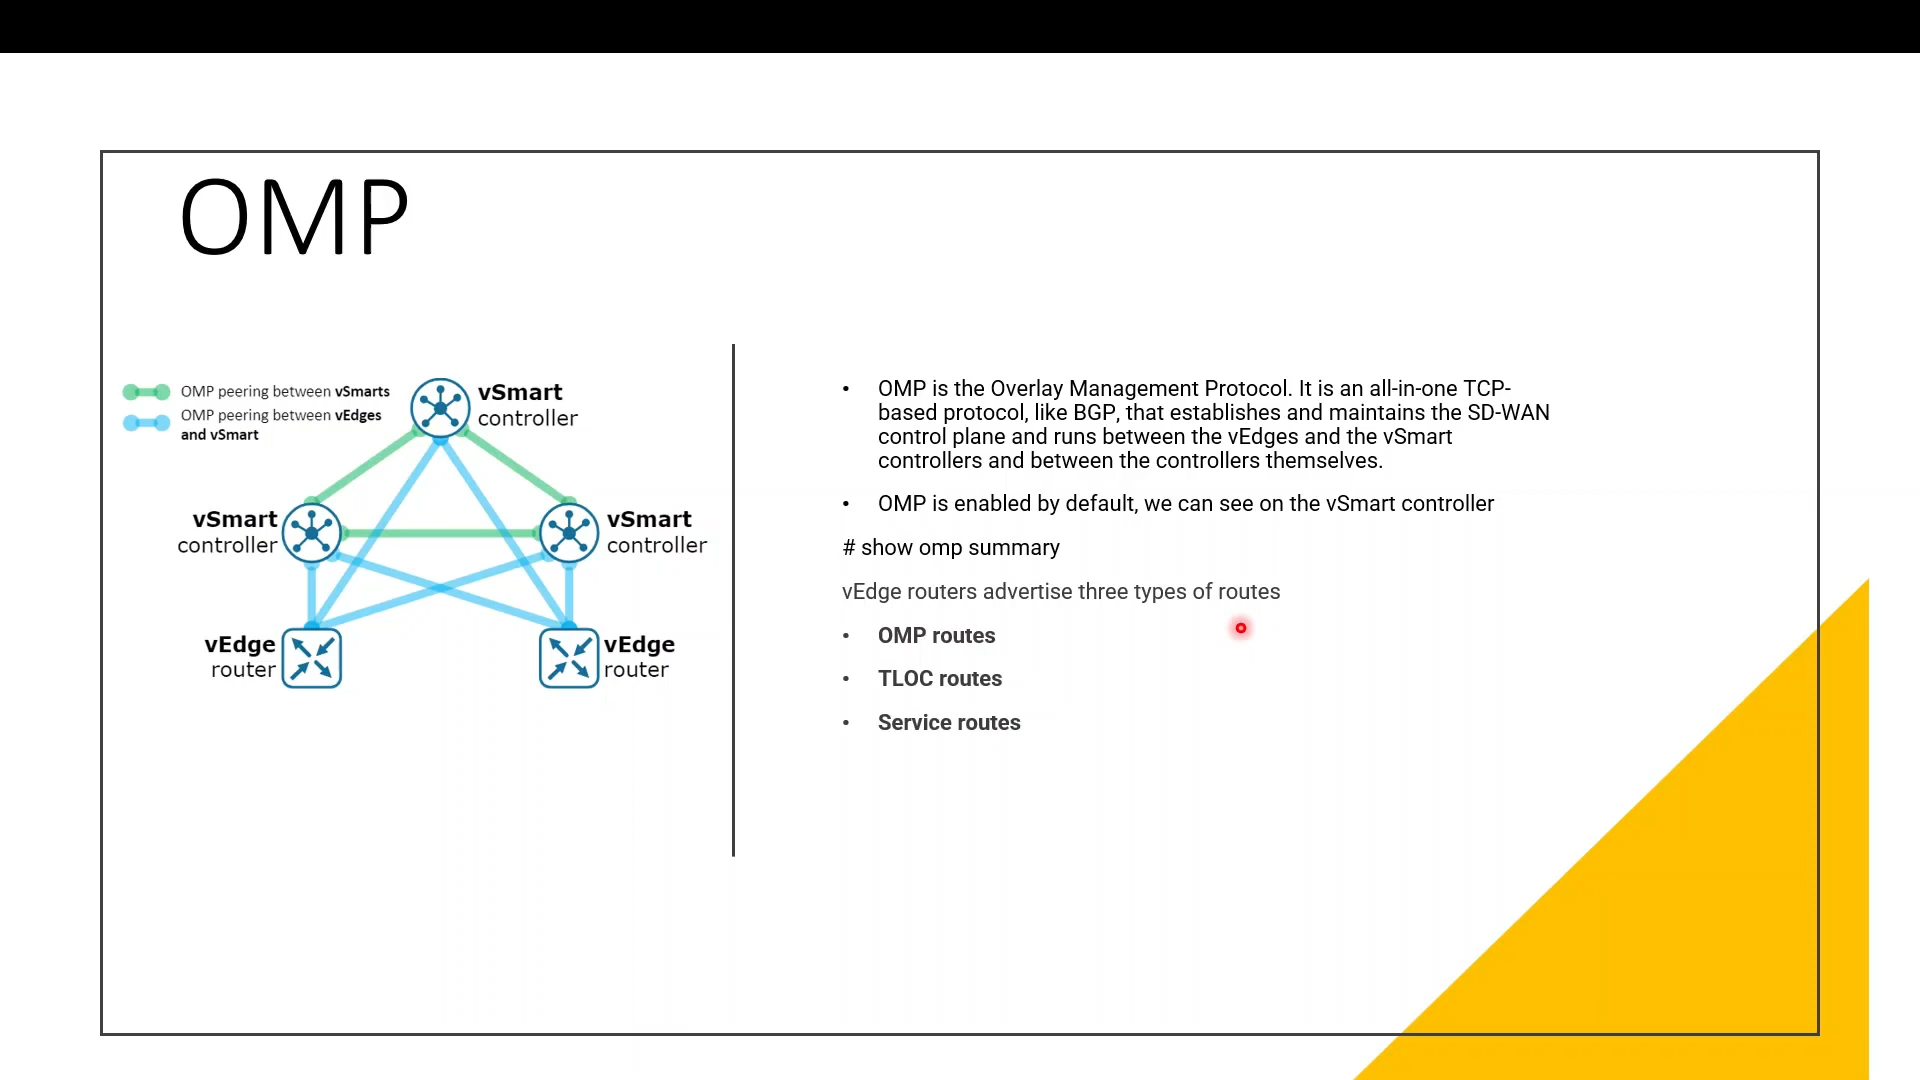 OMP
OMP peering between vSmarts
OMP peering between vEdges
and vSmart
vSmart
controller
vSmart
controller
vSmart
controller
vEdge
router
vEdge
router
• OMP is the Overlay Management Protocol. It is an all-in-one TCP-
based protocol, like BGP, that establishes and maintains the SD-WAN
control plane and runs between the vEdges and the vSmart
controllers and between the controllers themselves.
• OMP is enabled by default, we can see on the vSmart controller
# show omp summary
vEdge routers advertise three types of routes
• OMP routes
• TLOC routes
• Service routes